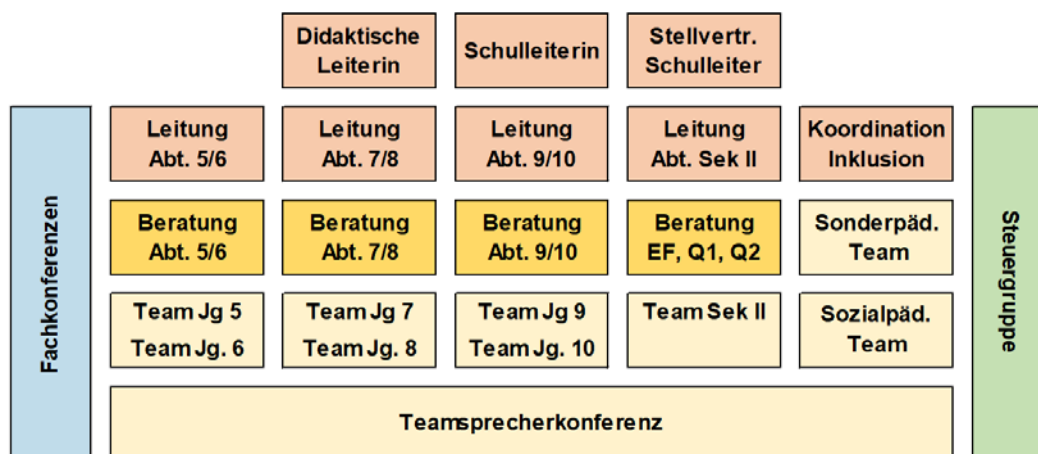 Didaktische
Leiterin
Schulleiterin
Stellvertr.
Schulleiter
Fachkonferenzen
Leitung
Abt. 5/6
Leitung
Abt. 7/8
Leitung
Abt. 9/10
Leitung
Abt. Sek II
Koordination
Inklusion
Beratung
Abt. 5/6
Beratung
Abt. 7/8
Beratung
Abt. 9/10
Beratung
EF, Q1, Q2
Sonderpäd.
Team
Team Jg 5
Team Jg. 6
Team Jg 7
Team Jg. 8
Team Jg 9
Team Jg. 10
Team Sek II
Sozialpäd.
Team
Teamsprecherkonferenz
Steuergruppe